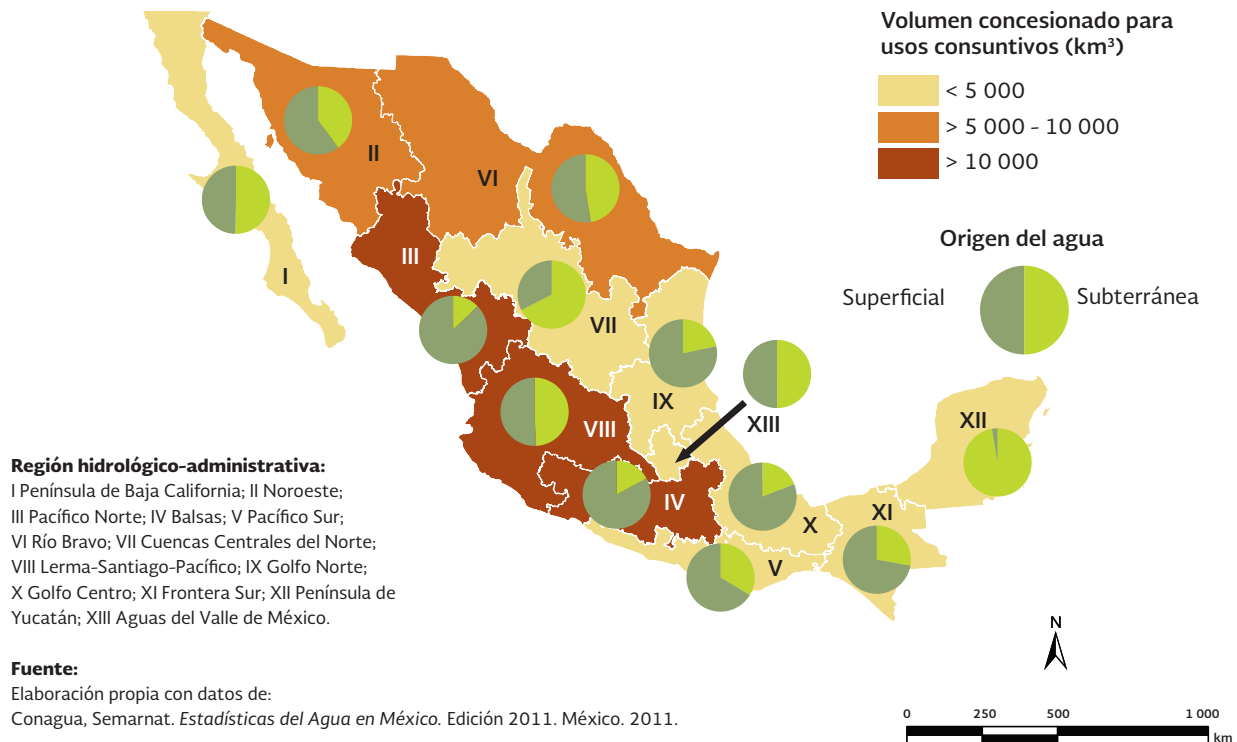 Volumen concesionado para
usos consuntivos (km³)
< 5 000
> 5 000 - 10 000
> 10 000
Origen del agua
Superficial
Subterránea
I
II
III
IV
V
VI
VII
VIII
IX
X
XI
XII
XIII
Región hidrológico-administrativa:
I Península de Baja California; II Noroeste;
III Pacífico Norte; IV Balsas; V Pacífico Sur;
VI Río Bravo; VII Cuencas Centrales del Norte;
VIII Lerma-Santiago-Pacífico; IX Golfo Norte;
X Golfo Centro; XI Frontera Sur; XII Península de
Yucatán; XIII Aguas del Valle de México.
Fuente:
Elaboración propia con datos de:
Conagua, Semarnat. Estadísticas del Agua en México. Edición 2011. México. 2011.
N
0 250 500 1 000
km